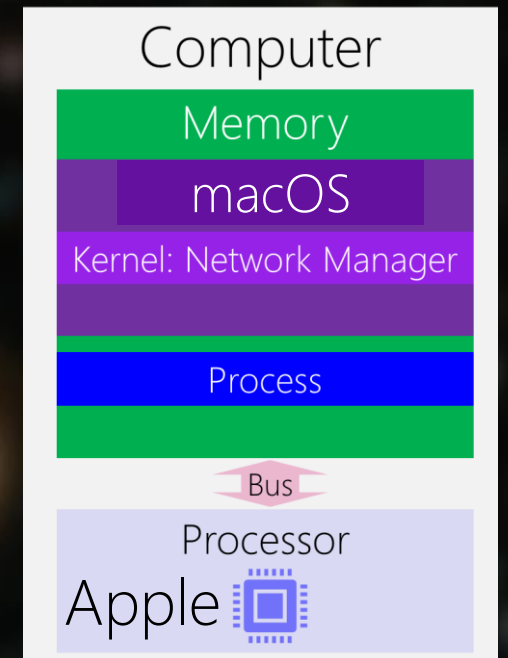 Computer
Memory
macOS
Kernel: Network Manager
Process
Bus
Processor
Apple